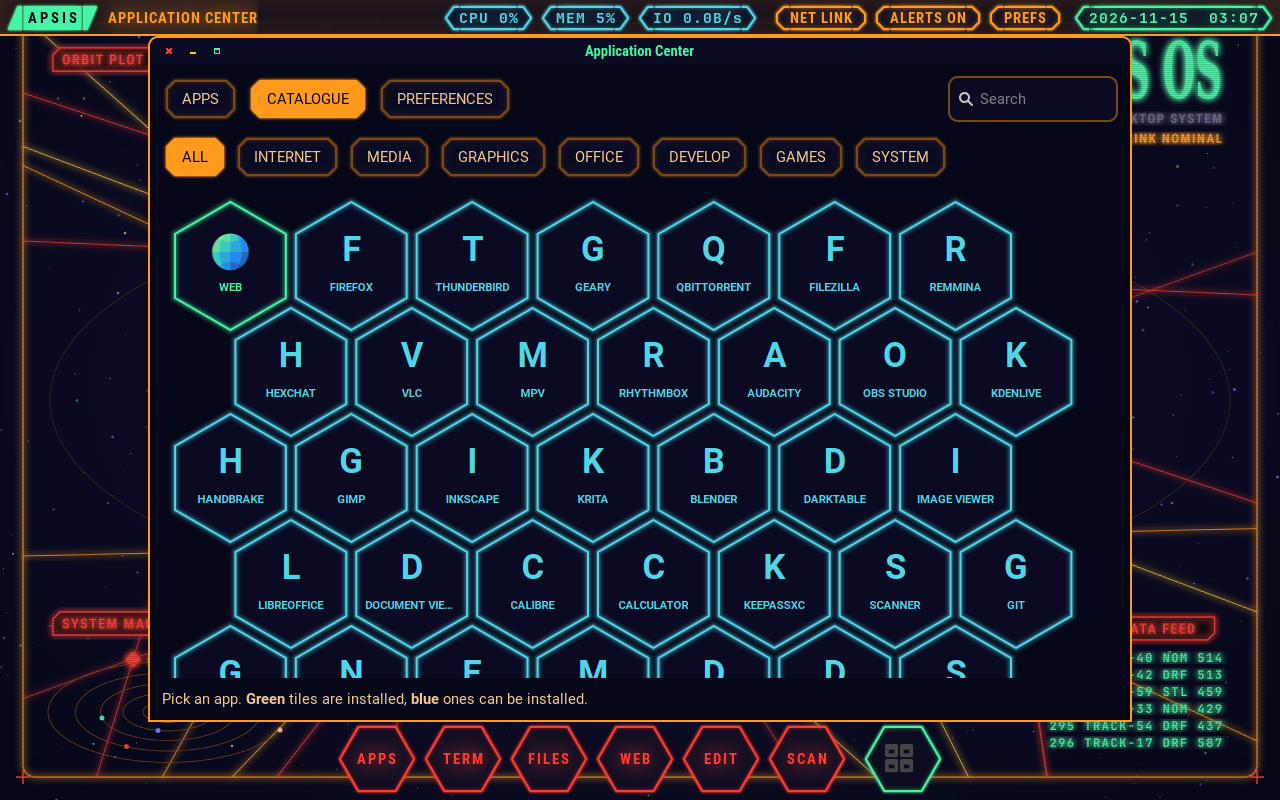 APSIS APPLICATION CENTER CPU 0% MEM 5% IO 0.0B/s NET LINK ALERTS ON PREFS 2026-11-15 03:07
Application Center
ORBIT PLOT
S OS
KTOP SYSTEM
INK NOMINAL
APPS CATALOGUE PREFERENCES Search
ALL INTERNET MEDIA GRAPHICS OFFICE DEVELOP GAMES SYSTEM
F T G Q F R
WEB FIREFOX THUNDERBIRD GEARY QBITTORRENT FILEZILLA REMMINA
H V M R A O K
HEXCHAT VLC MPV RHYTHMBOX AUDACITY OBS STUDIO KDENLIVE
H G I K B D I
HANDBRAKE GIMP INKSCAPE KRITA BLENDER DARKTABLE IMAGE VIEWER
L D C C K S G
LIBREOFFICE DOCUMENT VIE... CALIBRE CALCULATOR KEEPASSXC SCANNER GIT
G N E M D D S
SYSTEM MA
ATA FEED
-40 NOM 514
-42 DRF 513
-59 STL 459
-33 NOM 429
295 TRACK-54 DRF 437
296 TRACK-17 DRF 587
Pick an app. Green tiles are installed, blue ones can be installed.
APPS TERM FILES WEB EDIT SCAN